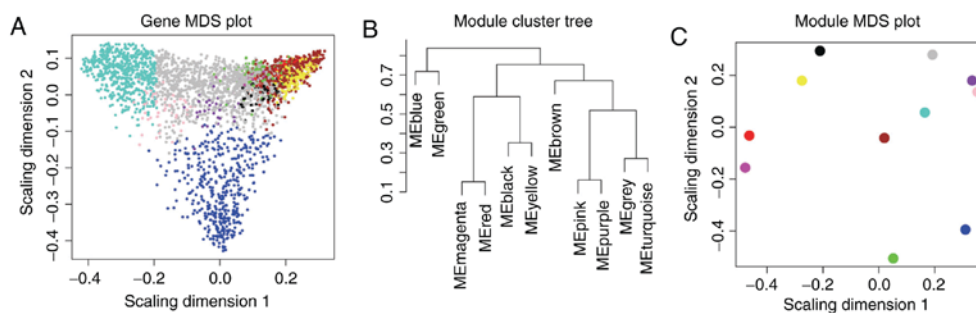 A
Gene MDS plot
Scaling dimension 2
0.1
0.0
−0.1
−0.2
−0.3
−0.4
−0.4
−0.2
0.0
0.2
Scaling dimension 1
B
Module cluster tree
0.7
0.5
0.3
0.1
MEblue
MEgreen
MEmagenta
MEred
MEblack
MEyellow
MEbrown
MEpink
MEpurple
MEgrey
MEturquoise
C
Module MDS plot
Scaling dimension 2
0.2
0.0
−0.4
−0.4
−0.2
0.0
0.2
Scaling dimension 1